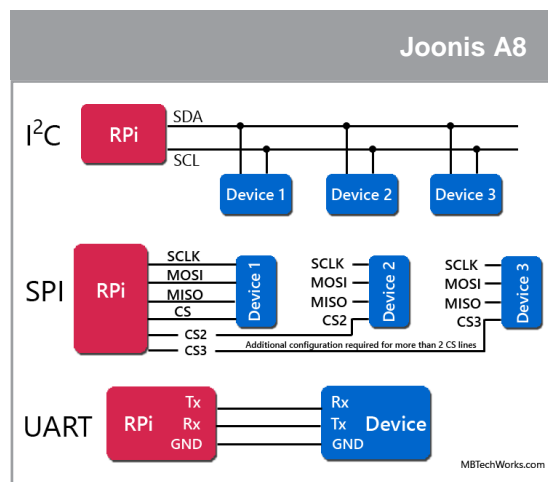 Joonis A8
I²C
RPi
SDA
SCL
Device 1
Device 2
Device 3
SPI
RPi
SCLK
MOSI
MISO
CS
CS2
CS3
Device 1
SCLK
MOSI
MISO
CS2
Device 2
SCLK
MOSI
MISO
CS3
Device 3
Additional configuration required for more than 2 CS lines
UART
RPi
Tx
Rx
GND
Rx
Tx
GND
Device
MBTechWorks.com